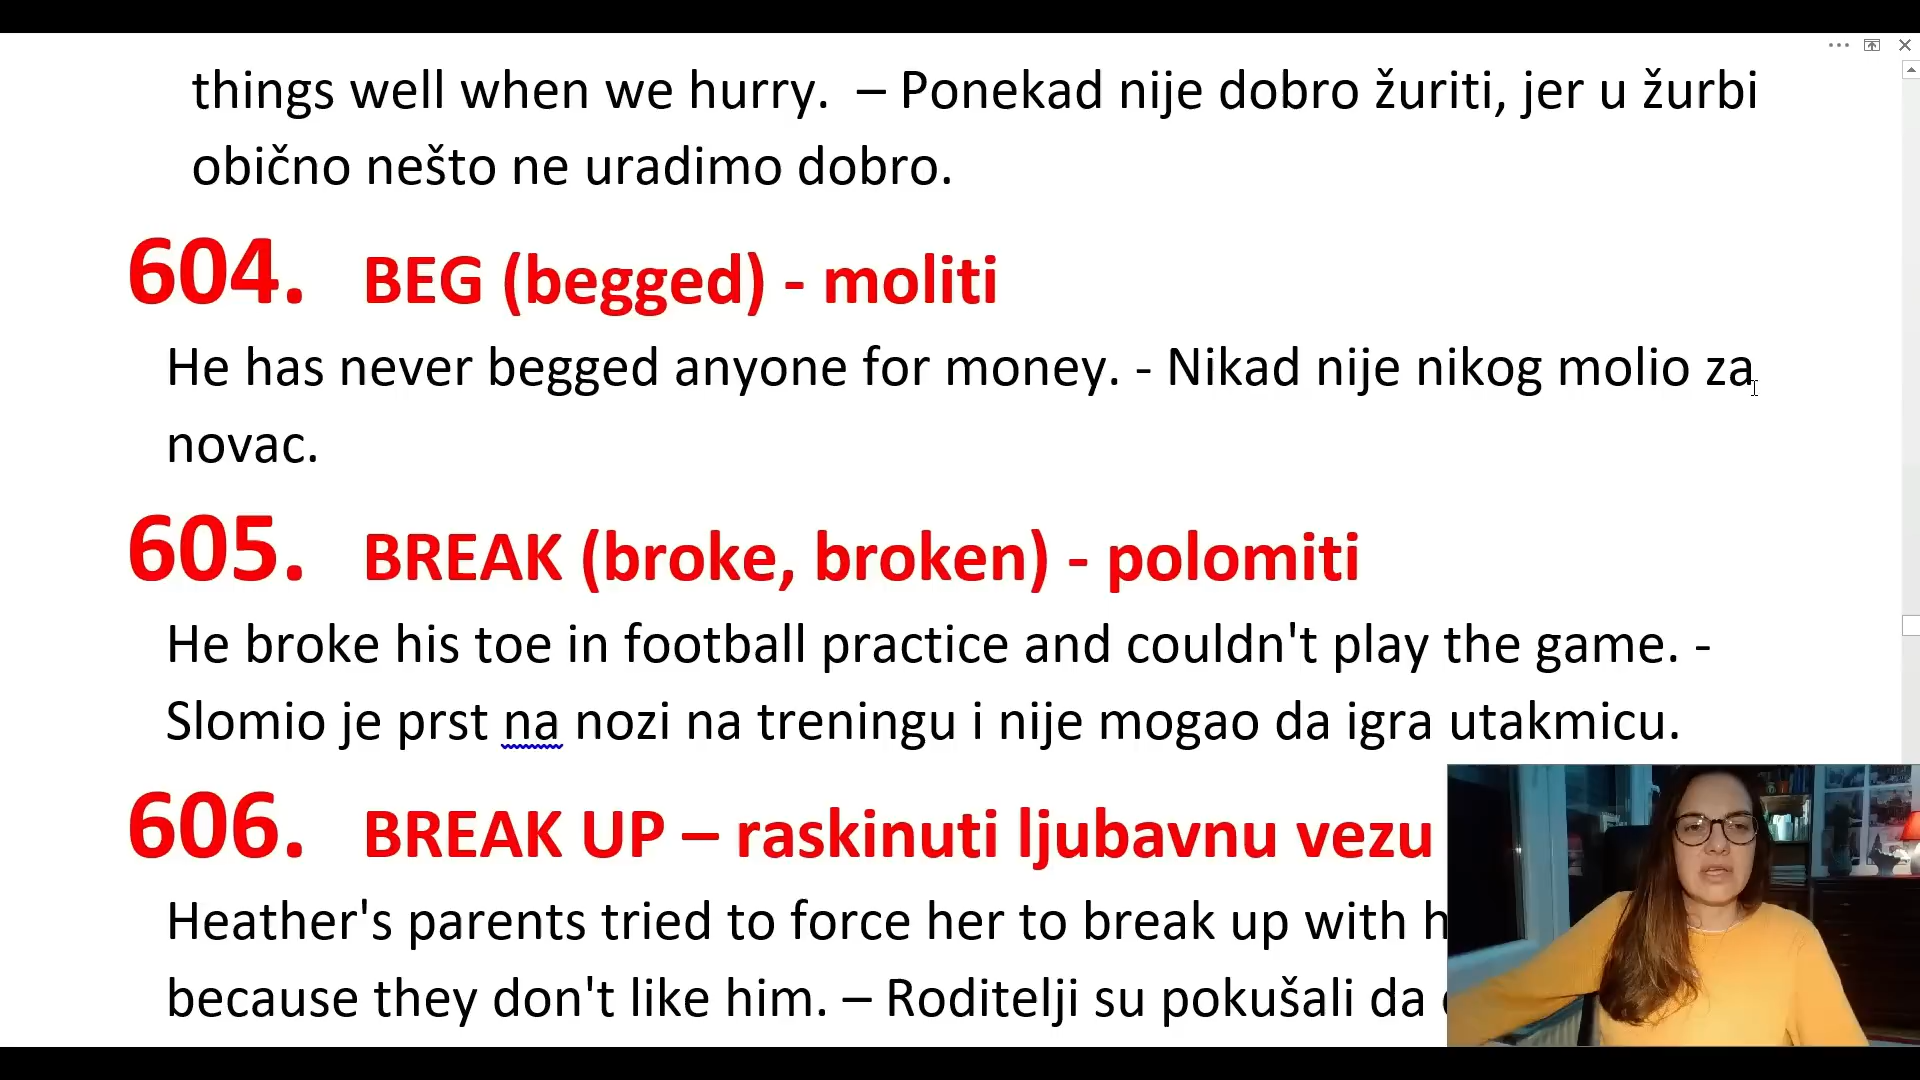 things well when we hurry.  – Ponekad nije dobro žuriti, jer u žurbi
obično nešto ne uradimo dobro.
604. BEG (begged) - moliti
He has never begged anyone for money. - Nikad nije nikog molio za
novac.
605. BREAK (broke, broken) - polomiti
He broke his toe in football practice and couldn't play the game. -
Slomio je prst na nozi na treningu i nije mogao da igra utakmicu.
606. BREAK UP – raskinuti ljubavnu vezu
Heather's parents tried to force her to break up with
because they don't like him. – Roditelji su pokušali da